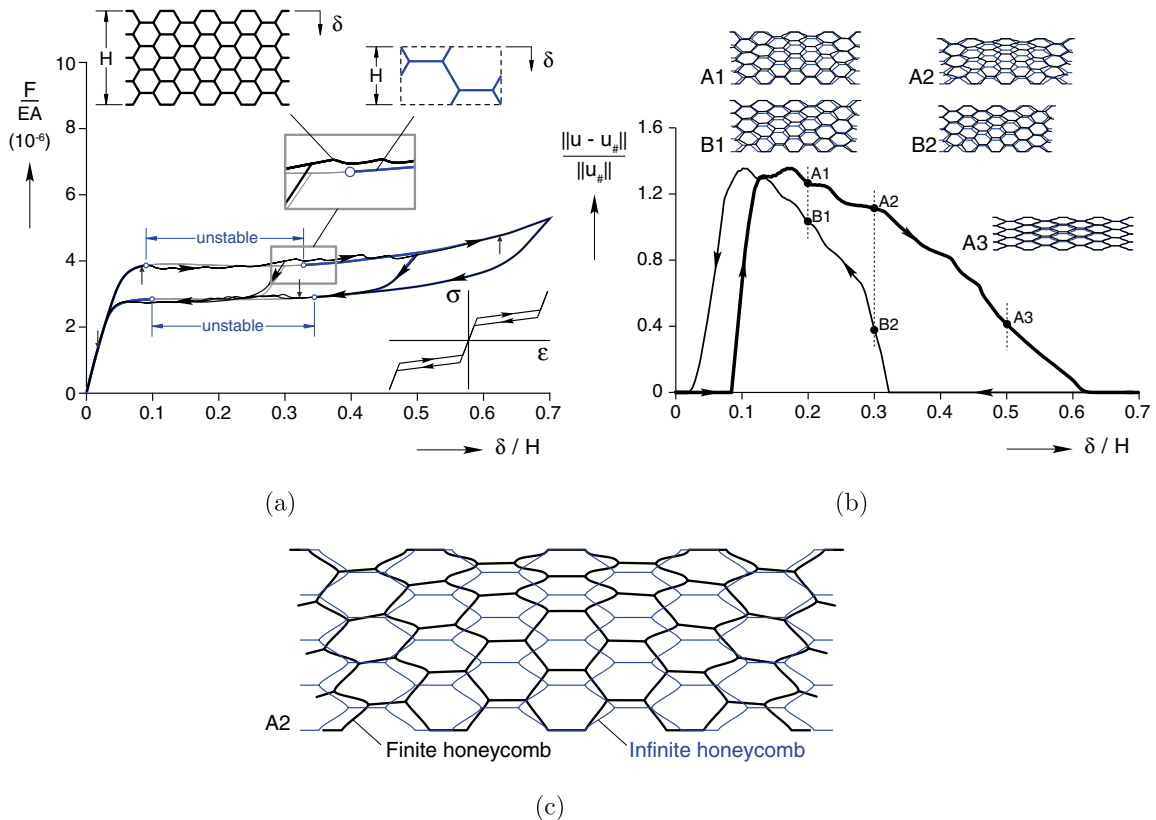 H
δ
H
δ
10
8
6
4
2
0
F
EA
(10⁻⁶)
unstable
unstable
σ
ε
0
0.1
0.2
0.3
0.4
0.5
0.6
0.7
δ / H
(a)
A1
A2
B1
B2
A3
1.6
1.2
0.8
0.4
0
||u - u#||
||u#||
A1
A2
B1
B2
A3
0
0.1
0.2
0.3
0.4
0.5
0.6
0.7
δ / H
(b)
A2
Finite honeycomb
Infinite honeycomb
(c)